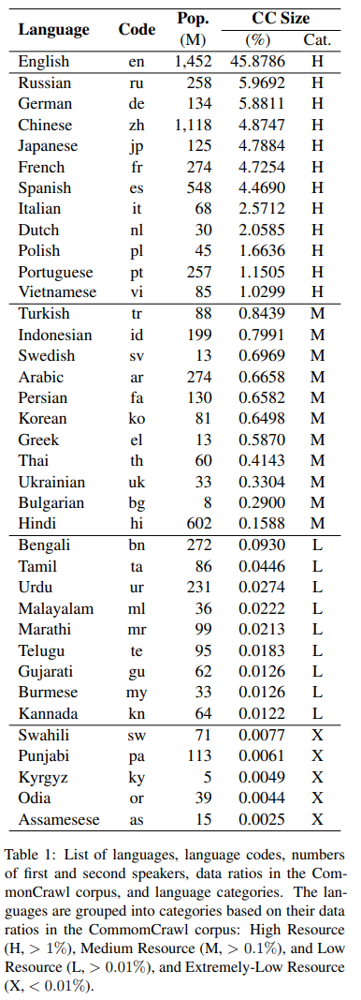 Language Code Pop. CC Size
(M) (%) Cat.
English en 1,452 45.8786 H
Russian ru 258 5.9692 H
German de 134 5.8811 H
Chinese zh 1,118 4.8747 H
Japanese jp 125 4.7884 H
French fr 274 4.7254 H
Spanish es 548 4.4690 H
Italian it 68 2.5712 H
Dutch nl 30 2.0585 H
Polish pl 45 1.6636 H
Portuguese pt 257 1.1505 H
Vietnamese vi 85 1.0299 H
Turkish tr 88 0.8439 M
Indonesian id 199 0.7991 M
Swedish sv 13 0.6969 M
Arabic ar 274 0.6658 M
Persian fa 130 0.6582 M
Korean ko 81 0.6498 M
Greek el 13 0.5870 M
Thai th 60 0.4143 M
Ukrainian uk 33 0.3304 M
Bulgarian bg 8 0.2900 M
Hindi hi 602 0.1588 M
Bengali bn 272 0.0930 L
Tamil ta 86 0.0446 L
Urdu ur 231 0.0274 L
Malayalam ml 36 0.0222 L
Marathi mr 99 0.0213 L
Telugu te 95 0.0183 L
Gujarati gu 62 0.0126 L
Burmese my 33 0.0126 L
Kannada kn 64 0.0122 L
Swahili sw 71 0.0077 X
Punjabi pa 113 0.0061 X
Kyrgyz ky 5 0.0049 X
Odia or 39 0.0044 X
Assamesese as 15 0.0025 X
Table 1: List of languages, language codes, numbers
of first and second speakers, data ratios in the Com-
monCrawl corpus, and language categories. The lan-
guages are grouped into categories based on their data
ratios in the CommomCrawl corpus: High Resource
(H, > 1%), Medium Resource (M, > 0.1%), and Low
Resource (L, > 0.01%), and Extremely-Low Resource
(X, < 0.01%).